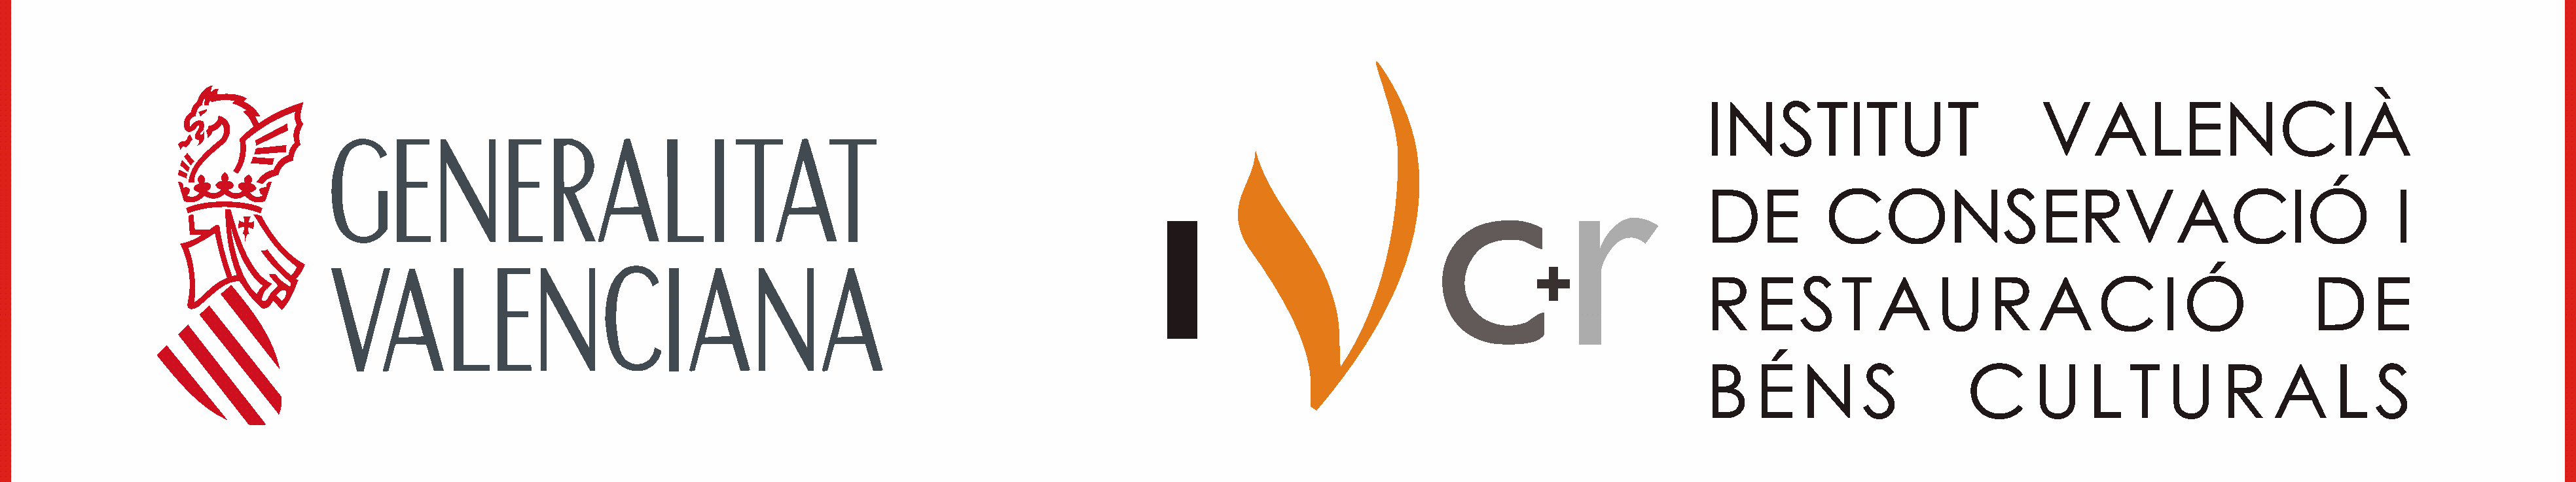 GENERALITAT
VALENCIANA
IVC+r
INSTITUT VALENCIÀ
DE CONSERVACIÓ I
RESTAURACIÓ DE
BÉNS CULTURALS